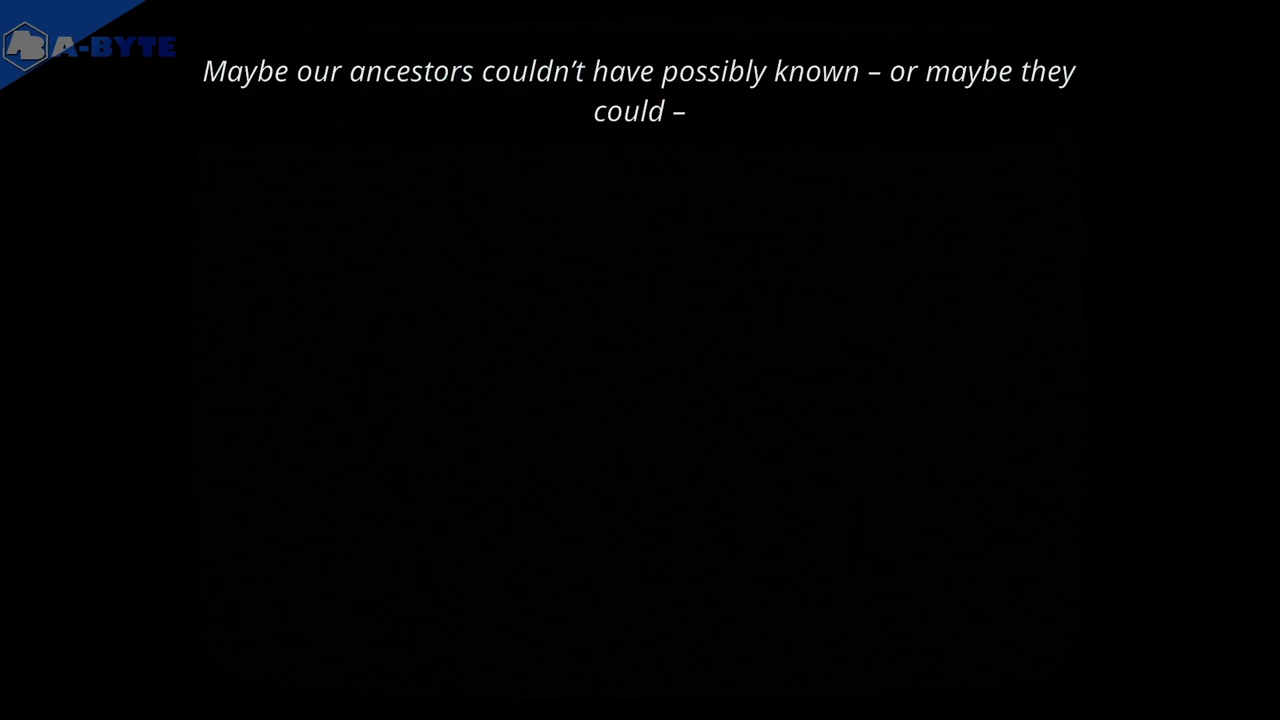 A-BYTE
Maybe our ancestors couldn’t have possibly known – or maybe they
could –